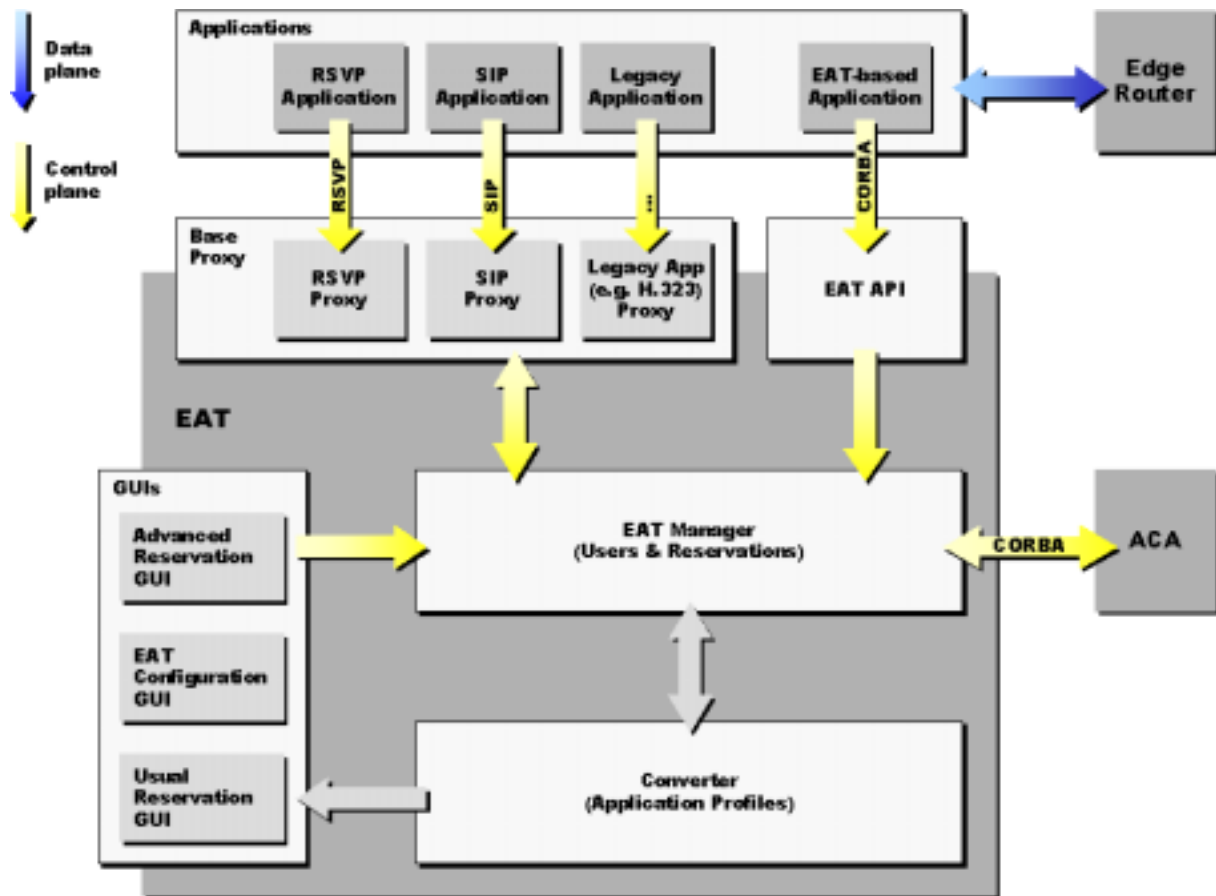 Data
plane
Control
plane
Applications
RSVP
Application
SIP
Application
Legacy
Application
EAT-based
Application
Edge
Router
RSVP
SIP
...
CORBA
Base
Proxy
RSVP
Proxy
SIP
Proxy
Legacy App
(e.g. H.323)
Proxy
EAT API
EAT
GUIs
Advanced
Reservation
GUI
EAT
Configuration
GUI
Usual
Reservation
GUI
EAT Manager
(Users & Reservations)
CORBA
ACA
Converter
(Application Profiles)